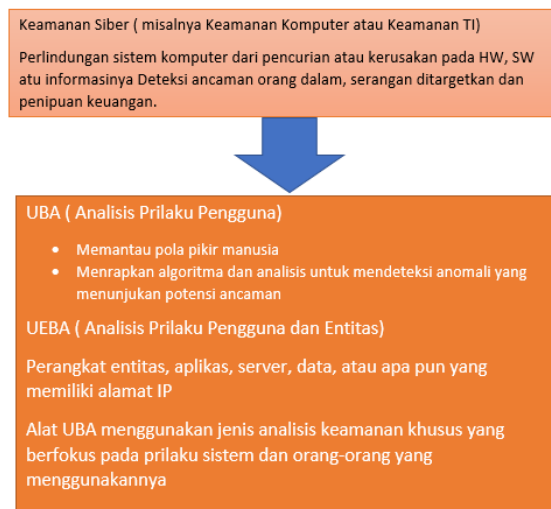 Keamanan Siber ( misalnya Keamanan Komputer atau Keamanan TI)
Perlindungan sistem komputer dari pencurian atau kerusakan pada HW, SW
atu informasinya Deteksi ancaman orang dalam, serangan ditargetkan dan
penipuan keuangan.
UBA ( Analisis Prilaku Pengguna)
• Memantau pola pikir manusia
• Menrapkan algoritma dan analisis untuk mendeteksi anomali yang
menunjukan potensi ancaman
UEBA ( Analisis Prilaku Pengguna dan Entitas)
Perangkat entitas, aplikas, server, data, atau apa pun yang
memiliki alamat IP
Alat UBA menggunakan jenis analisis keamanan khusus yang
berfokus pada prilaku sistem dan orang-orang yang
menggunakannya